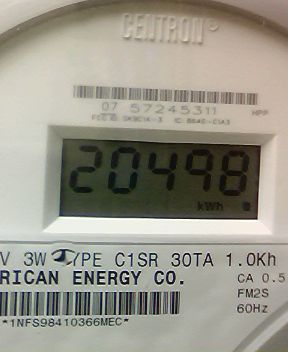 CENTRON®
07 57245311 HPP
20498
kWh
V 3W TYPE C1SR 30TA 1.0Kh
RICAN ENERGY CO. CA 0.5
FM2S
60Hz
*1NFS98410366MEC*